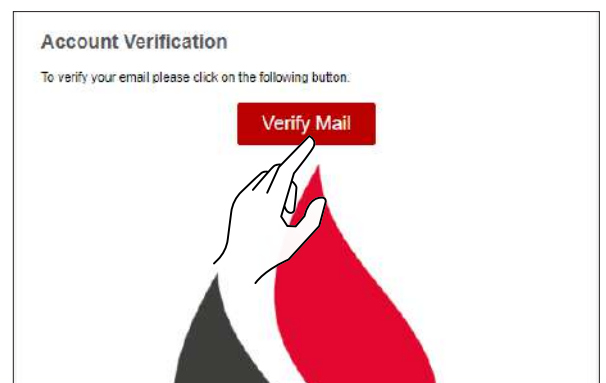 Account Verification
To verify your email please click on the following button.
Verify Mail